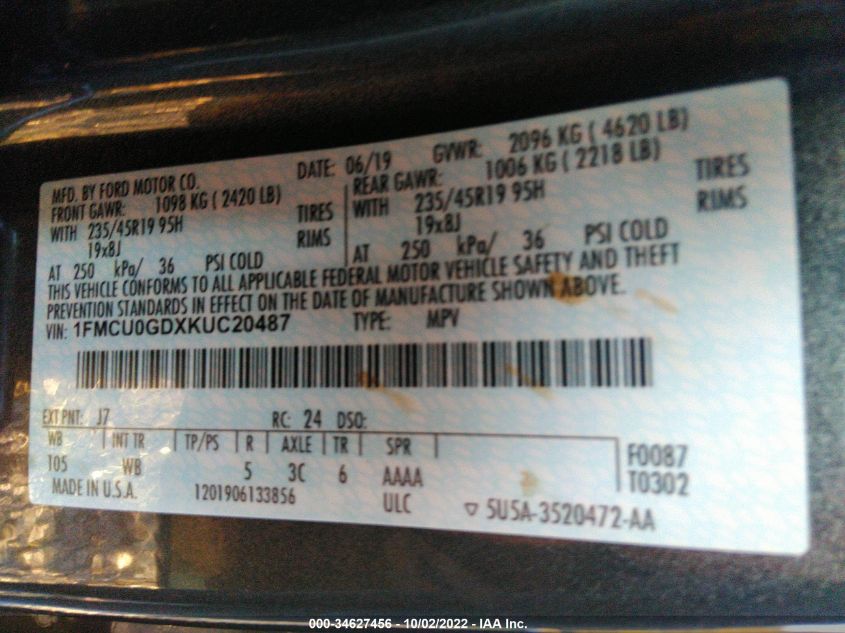 MFD. BY FORD MOTOR CO. DATE: 06/19 GVWR: 2096 KG ( 4620 LB)
FRONT GAWR: 1098 KG ( 2420 LB) REAR GAWR: 1006 KG ( 2218 LB)
WITH 235/45R19 95H TIRES WITH 235/45R19 95H TIRES
19x8J RIMS 19x8J RIMS
AT 250 kPa/ 36 PSI COLD AT 250 kPa/ 36 PSI COLD
THIS VEHICLE CONFORMS TO ALL APPLICABLE FEDERAL MOTOR VEHICLE SAFETY AND THEFT
PREVENTION STANDARDS IN EFFECT ON THE DATE OF MANUFACTURE SHOWN ABOVE.
VIN: 1FMCU0GDXKUC20487 TYPE: MPV
EXT PNT: J7 RC: 24 DSO:
WB INT TR TP/PS R AXLE TR SPR F0087
T05 WB 5 3C 6 AAAA T0302
MADE IN U.S.A. 1201906133856 ULC ▽ 5U5A-3520472-AA
000-34627456 - 10/02/2022 - IAA Inc.